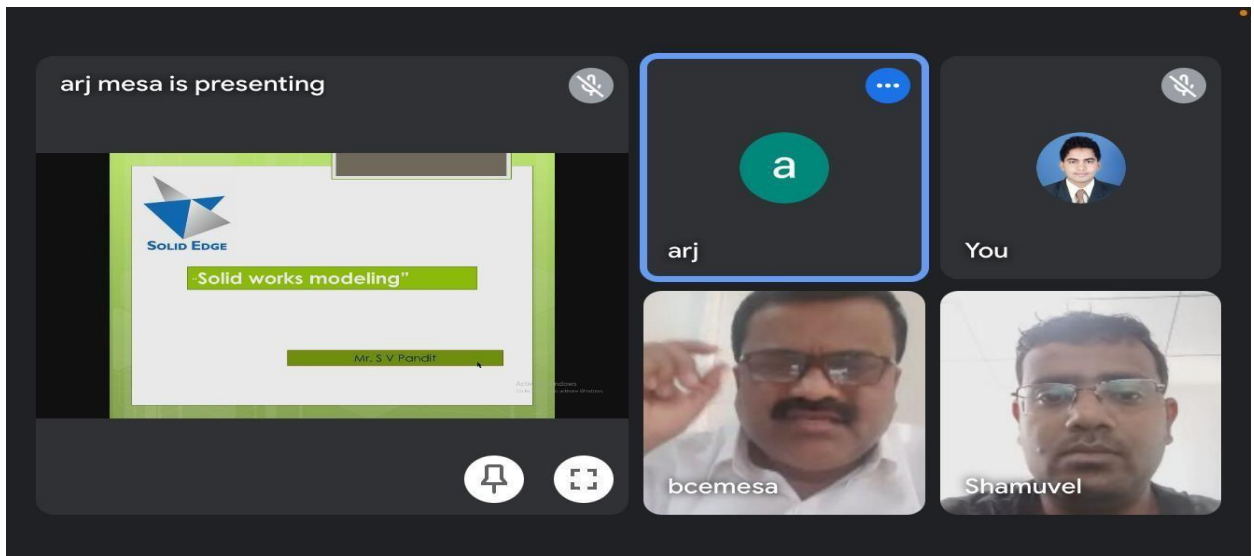 arj mesa is presenting
SOLID EDGE
-Solid works modeling"
Mr. S V Pandit
a
arj
You
bcemesa
Shamuvel